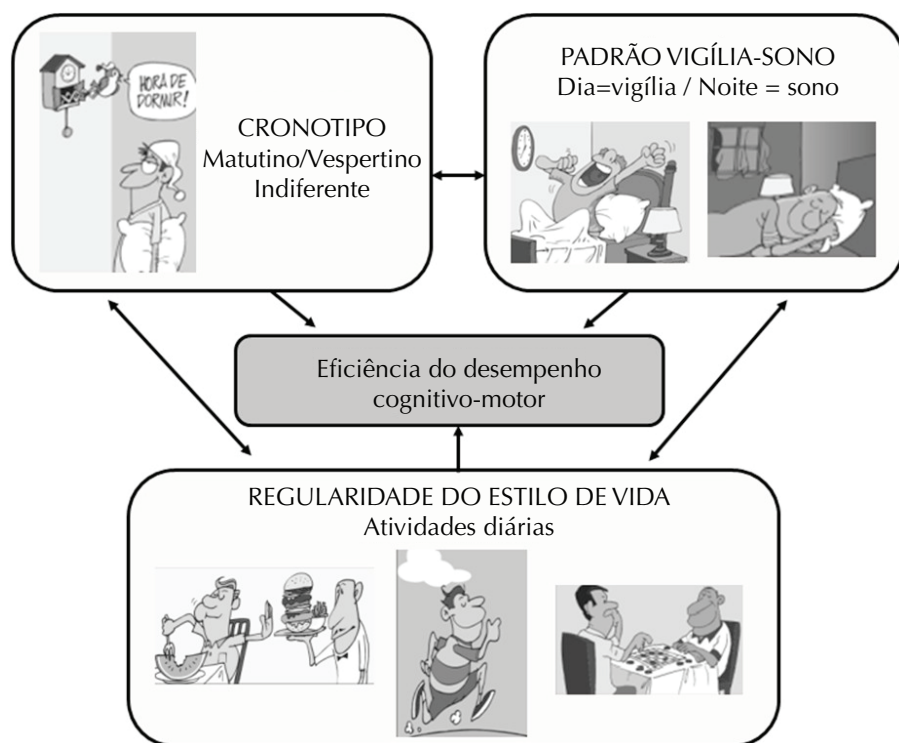 HORA DE
DORMIR!
CRONOTIPO
Matutino/Vespertino
Indiferente
PADRÃO VIGÍLIA-SONO
Dia=vigília / Noite = sono
Eficiência do desempenho
cognitivo-motor
REGULARIDADE DO ESTILO DE VIDA
Atividades diárias